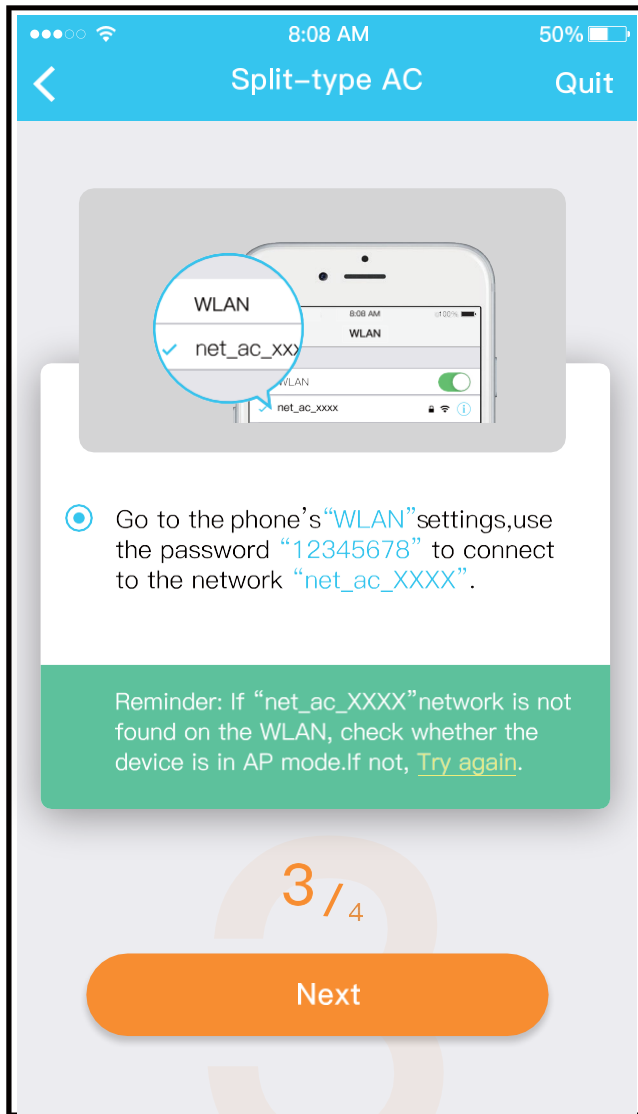 8:08 AM
50%
Split-type AC
Quit
WLAN
net_ac_xxx
8:08 AM
100%
WLAN
WLAN
net_ac_xxxx
Go to the phone's“WLAN”settings,use
the password “12345678” to connect
to the network “net_ac_XXXX”.
Reminder: If “net_ac_XXXX”network is not
found on the WLAN, check whether the
device is in AP mode.If not, Try again.
3/4
Next
3